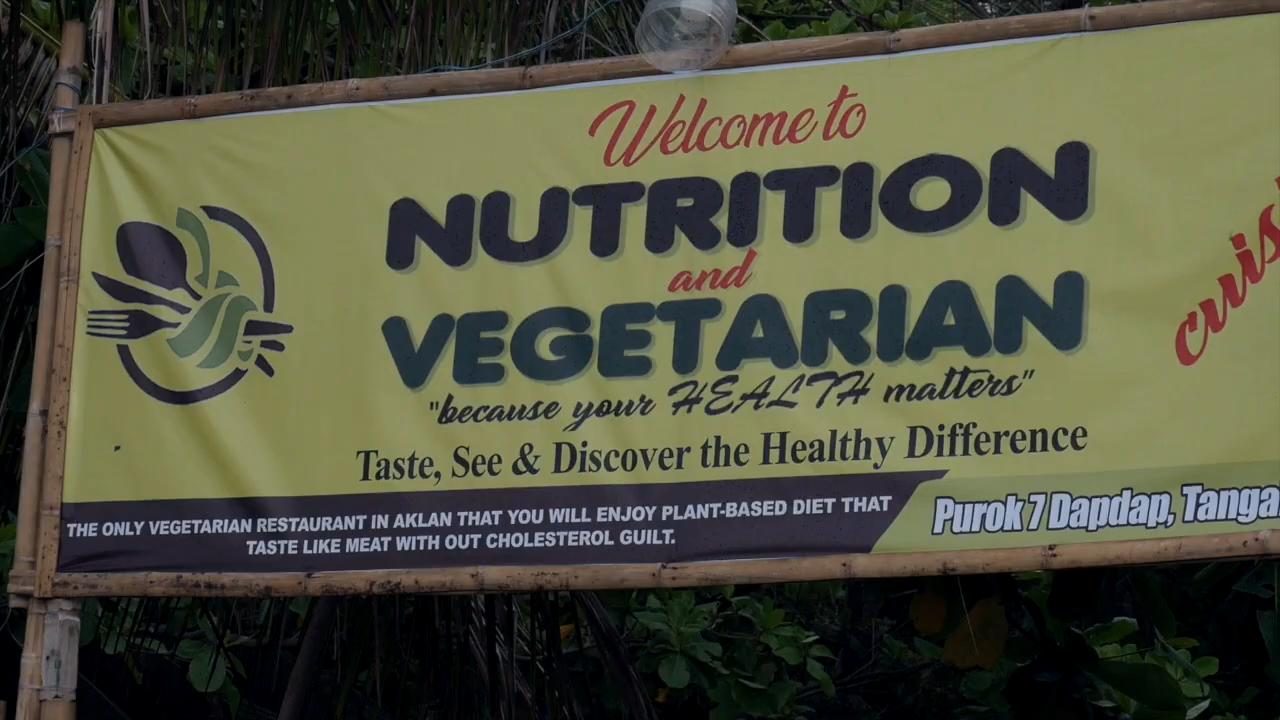 Welcome to
NUTRITION
and
VEGETARIAN
"because your HEALTH matters"
Taste, See & Discover the Healthy Difference
THE ONLY VEGETARIAN RESTAURANT IN AKLAN THAT YOU WILL ENJOY PLANT-BASED DIET THAT
TASTE LIKE MEAT WITH OUT CHOLESTEROL GUILT.
Purok 7 Dapdap,